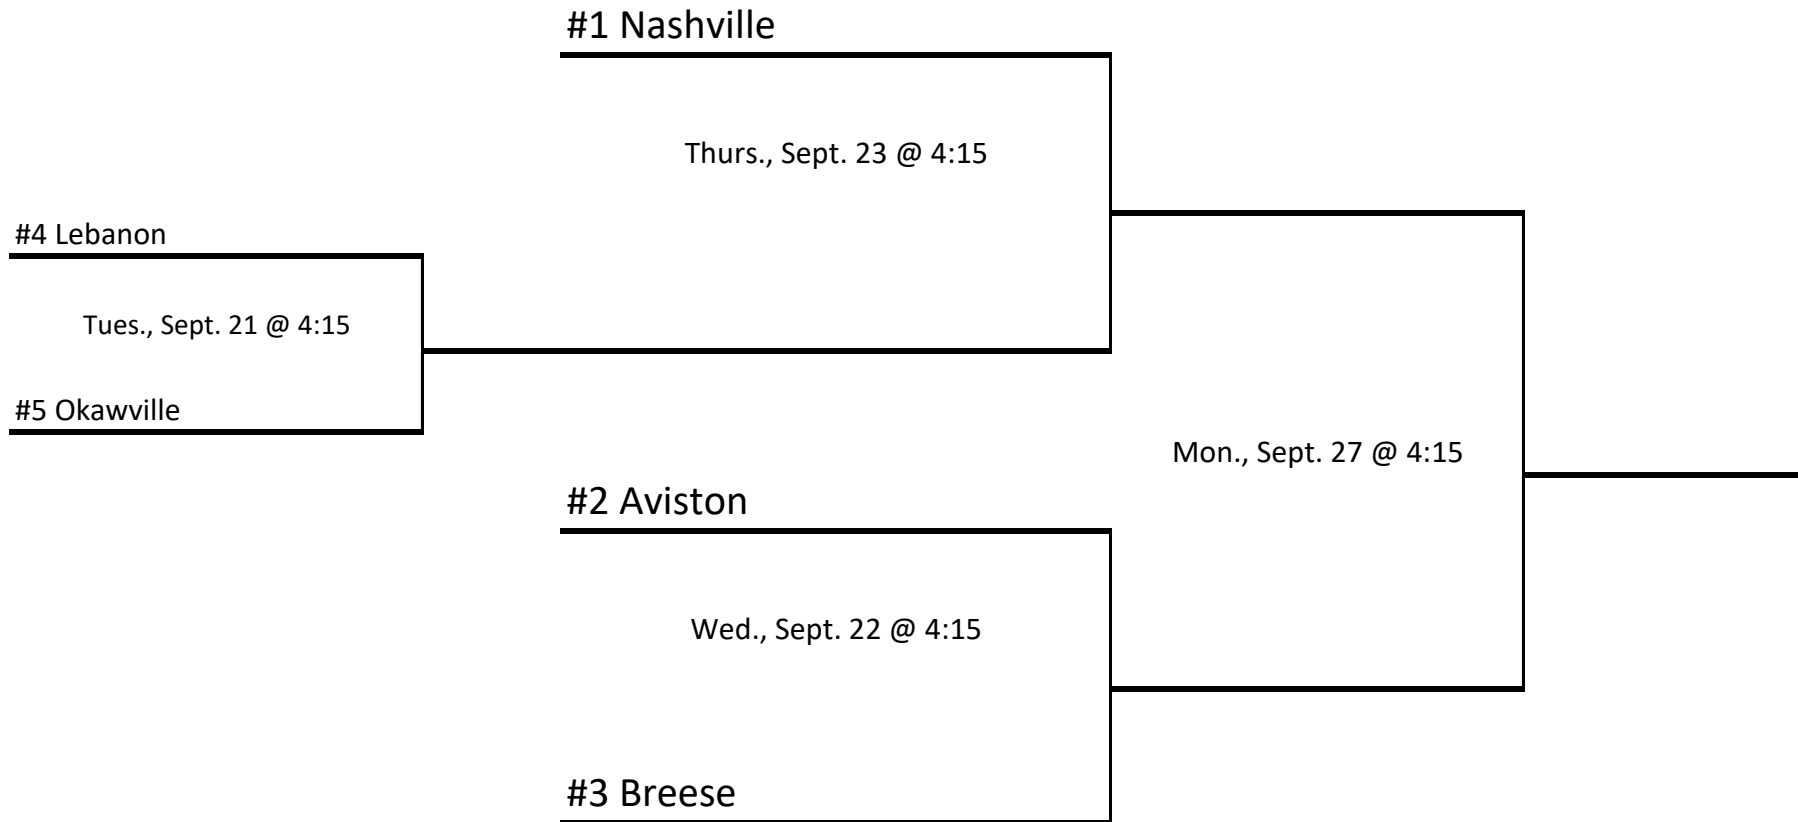 #1 Nashville
Thurs., Sept. 23 @ 4:15
#4 Lebanon
Tues., Sept. 21 @ 4:15
#5 Okawville
Mon., Sept. 27 @ 4:15
#2 Aviston
Wed., Sept. 22 @ 4:15
#3 Breese